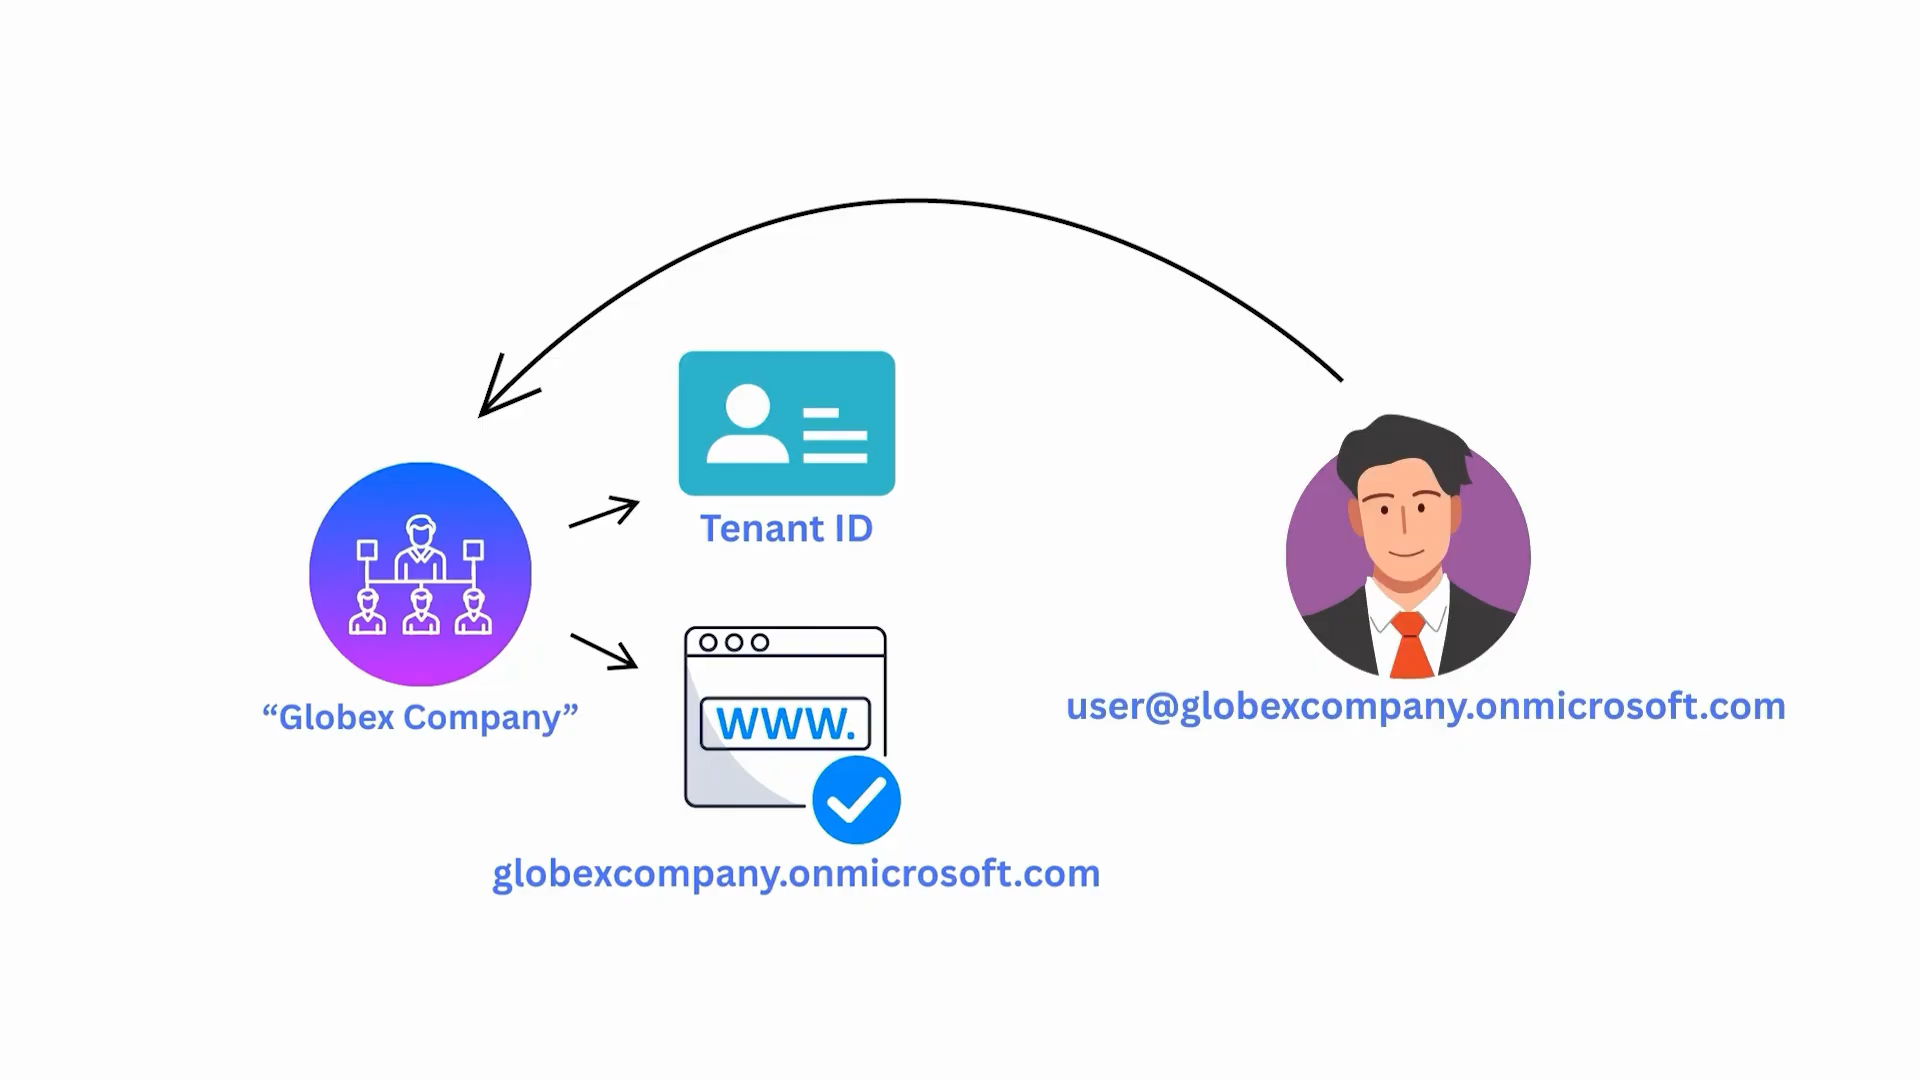 Tenant ID
“Globex Company”
WWW.
user@globexcompany.onmicrosoft.com
globexcompany.onmicrosoft.com